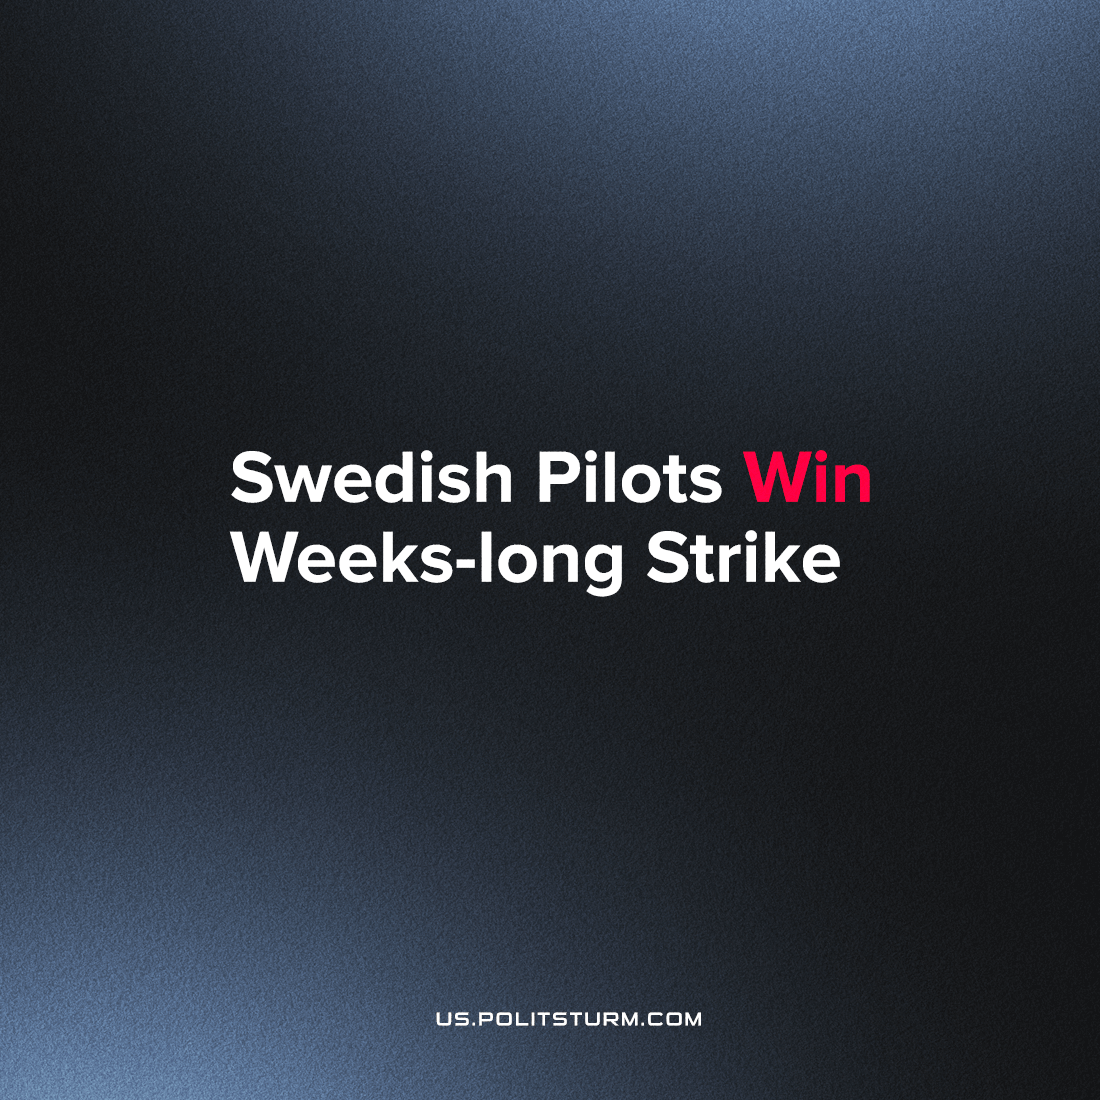 Swedish Pilots Win
Weeks-long Strike
US.POLITSTURM.COM